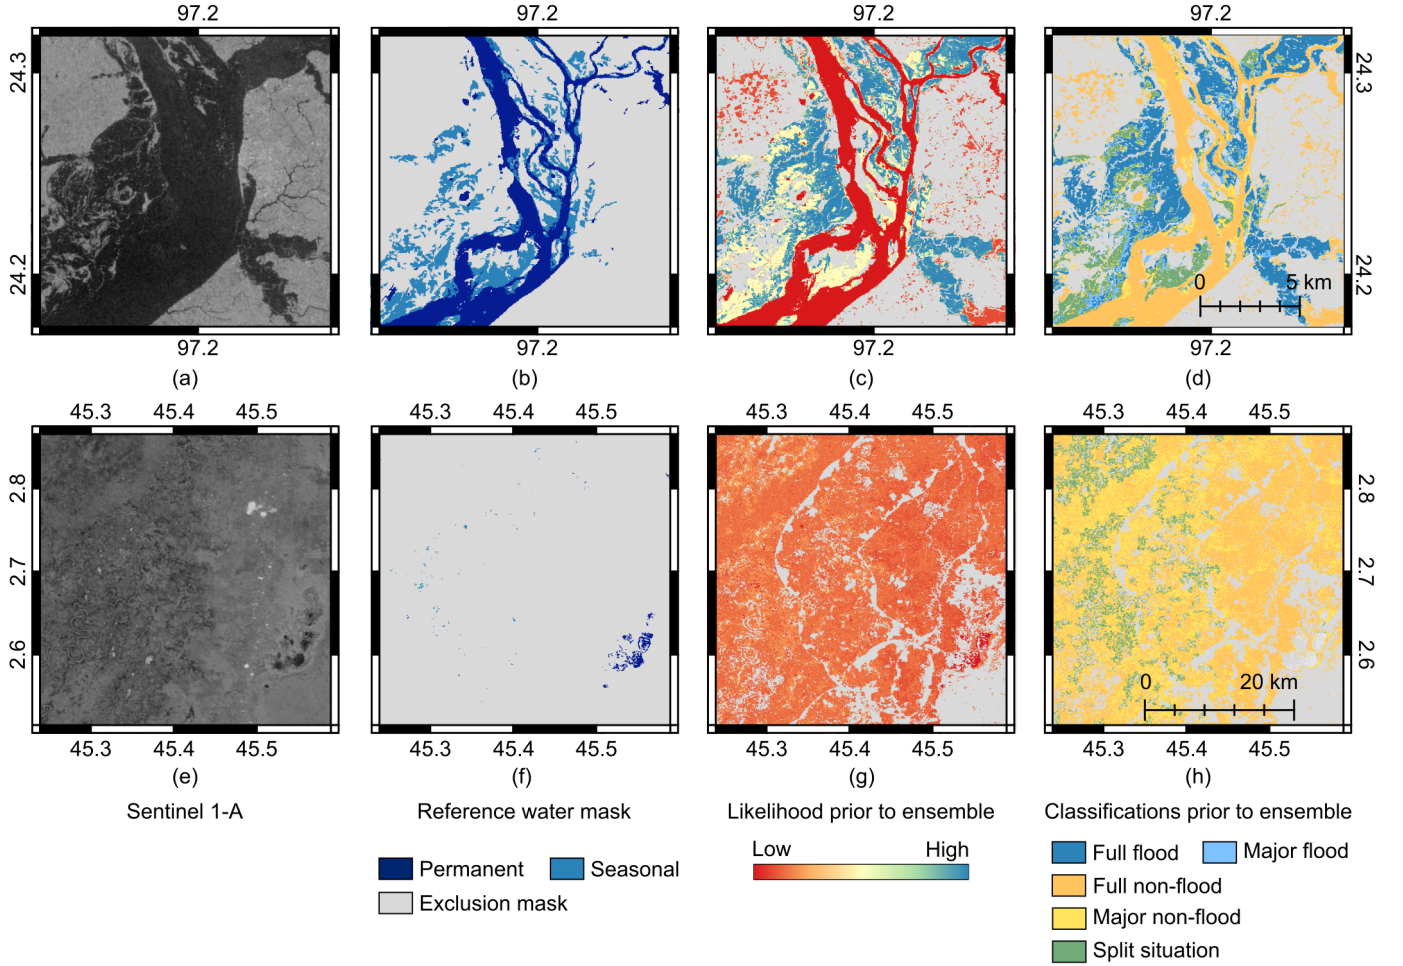 97.2 97.2 97.2 97.2
24.3 24.3
24.2 24.2
0 5 km
97.2 97.2 97.2 97.2
(a) (b) (c) (d)
45.3 45.4 45.5 45.3 45.4 45.5 45.3 45.4 45.5 45.3 45.4 45.5
2.8 2.8
2.7 2.7
2.6 2.6
0 20 km
45.3 45.4 45.5 45.3 45.4 45.5 45.3 45.4 45.5 45.3 45.4 45.5
(e) (f) (g) (h)
Sentinel 1-A Reference water mask Likelihood prior to ensemble Classifications prior to ensemble
Low High Full flood Major flood
Permanent Seasonal
Full non-flood
Exclusion mask
Major non-flood
Split situation